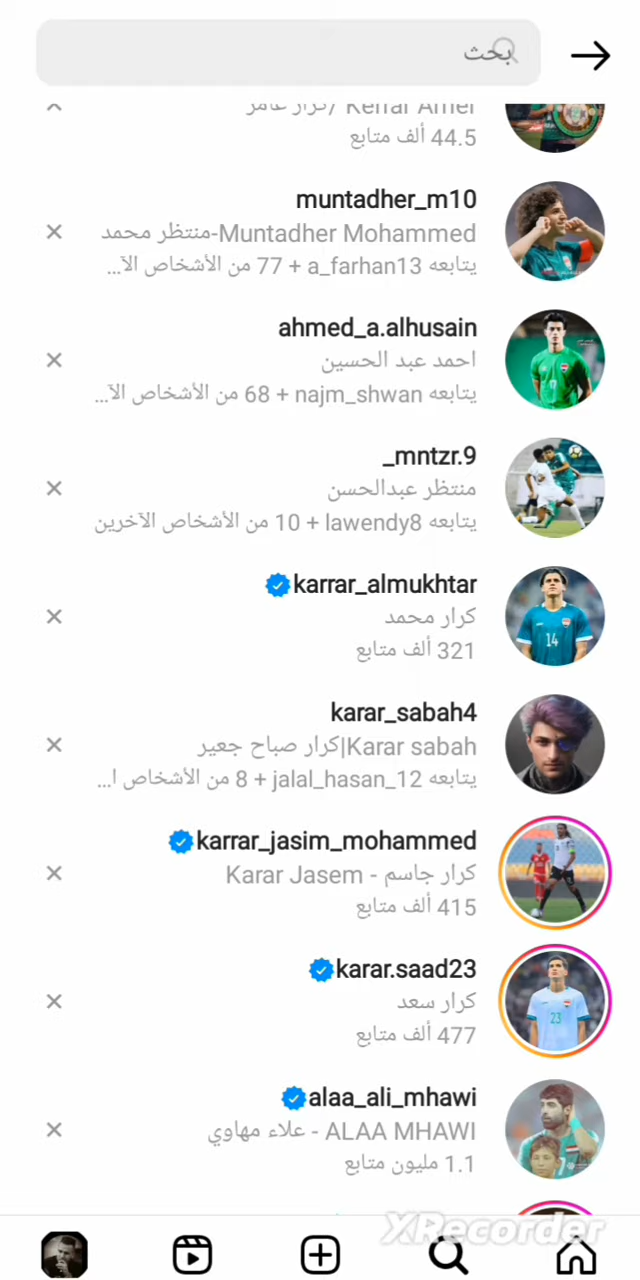 بحث
Kerrar Amer /كرار عامر
44.5 ألف متابع
muntadher_m10
Muntadher Mohammed-منتظر محمد
يتابعه a_farhan13 + 77 من الأشخاص الآ...
ahmed_a.alhusain
احمد عبد الحسين
يتابعه najm_shwan + 68 من الأشخاص الآ...
_mntzr.9
منتظر عبدالحسن
يتابعه lawendy8 + 10 من الأشخاص الآخرين
karrar_almukhtar
كرار محمد
321 ألف متابع
karar_sabah4
Karar sabah|كرار صباح جعير
يتابعه jalal_hasan_12 + 8 من الأشخاص ا...
karrar_jasim_mohammed
كرار جاسم - Karar Jasem
415 ألف متابع
karar.saad23
كرار سعد
477 ألف متابع
alaa_ali_mhawi
ALAA MHAWI - علاء مهاوي
1.1 مليون متابع
XRecorder